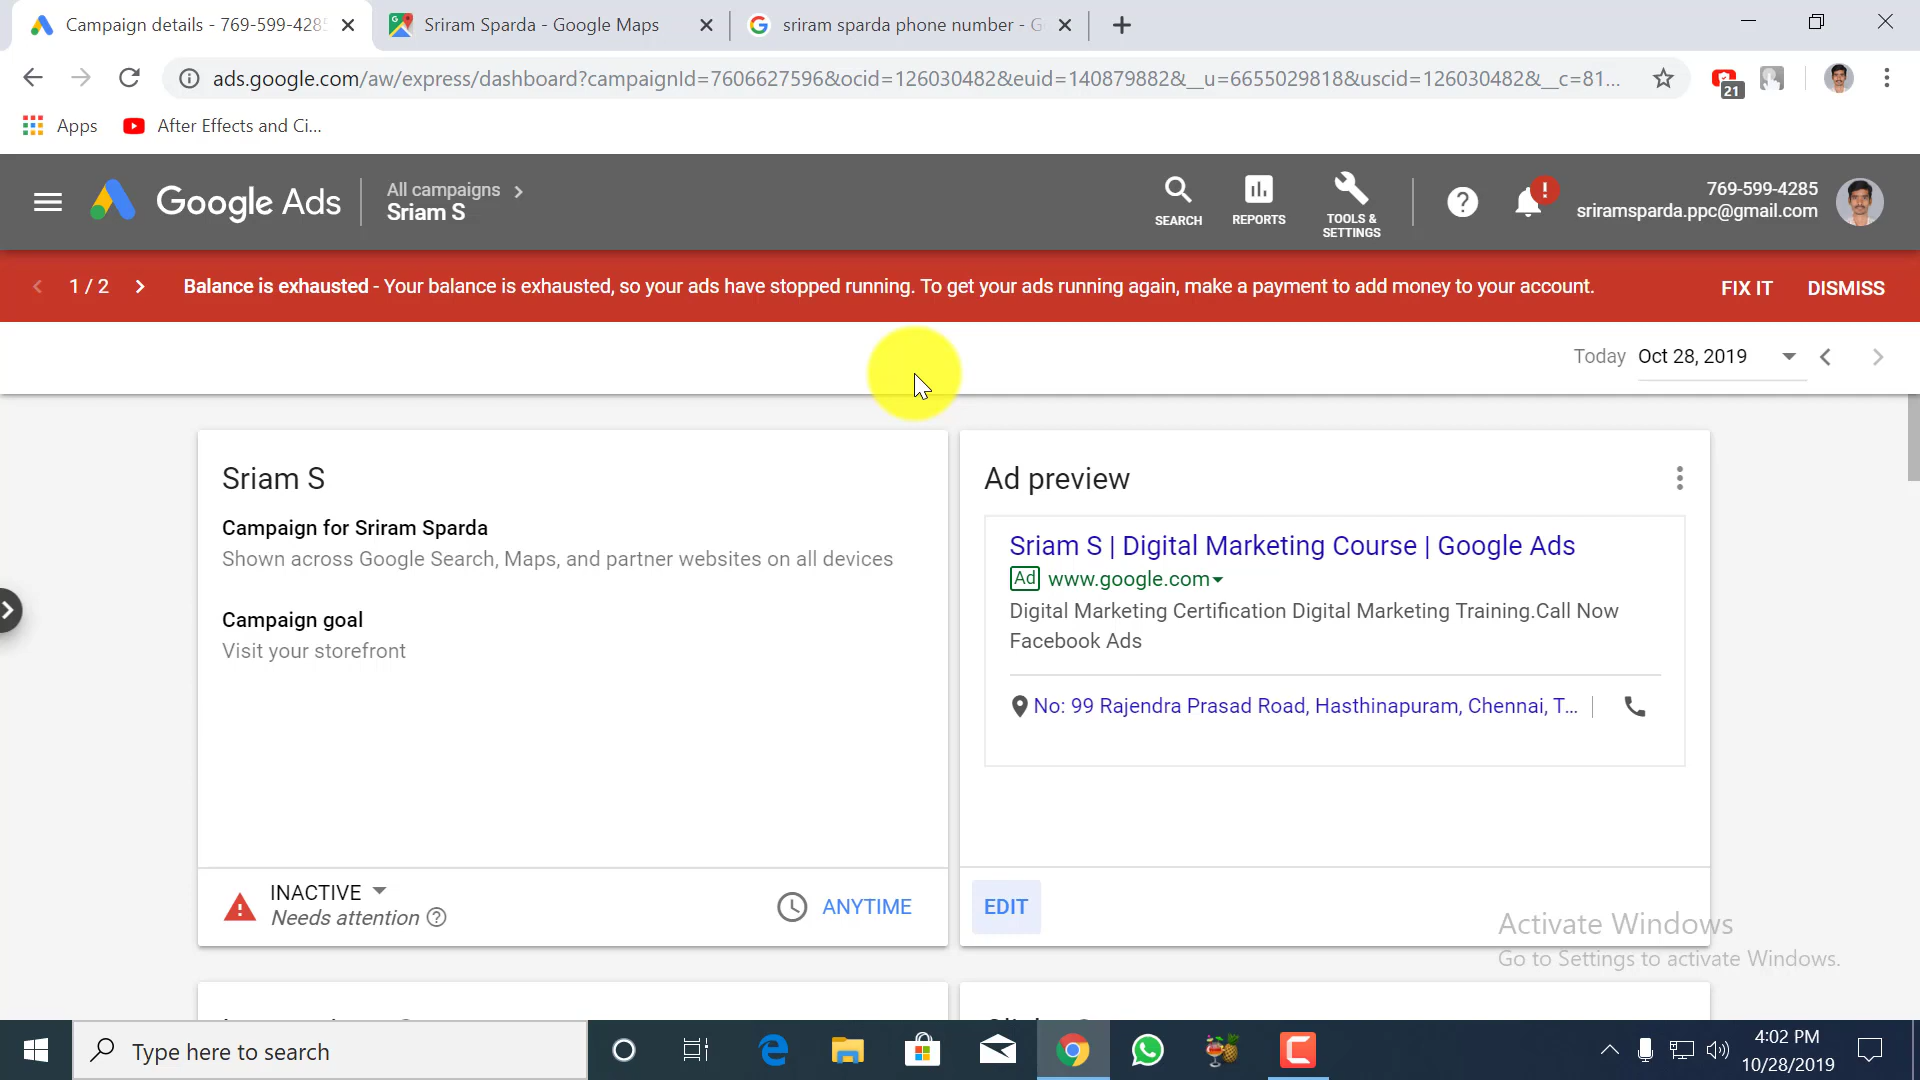 Campaign details - 769-599-428
Sriram Sparda - Google Maps
sriram sparda phone number - G
ads.google.com/aw/express/dashboard?campaignId=7606627596&ocid=126030482&euid=140879882&__u=6655029818&uscid=126030482&__c=81...
21
Apps
After Effects and Ci...
Google Ads
All campaigns
Sriam S
SEARCH
REPORTS
TOOLS &
SETTINGS
?
!
769-599-4285
sriramsparda.ppc@gmail.com
1 / 2
Balance is exhausted - Your balance is exhausted, so your ads have stopped running. To get your ads running again, make a payment to add money to your account.
FIX IT
DISMISS
Today Oct 28, 2019
Sriam S
Campaign for Sriram Sparda
Shown across Google Search, Maps, and partner websites on all devices
Campaign goal
Visit your storefront
INACTIVE
Needs attention
ANYTIME
Ad preview
Sriam S | Digital Marketing Course | Google Ads
Ad www.google.com
Digital Marketing Certification Digital Marketing Training.Call Now
Facebook Ads
No: 99 Rajendra Prasad Road, Hasthinapuram, Chennai, T...
EDIT
Activate Windows
Go to Settings to activate Windows.
Type here to search
4:02 PM
10/28/2019